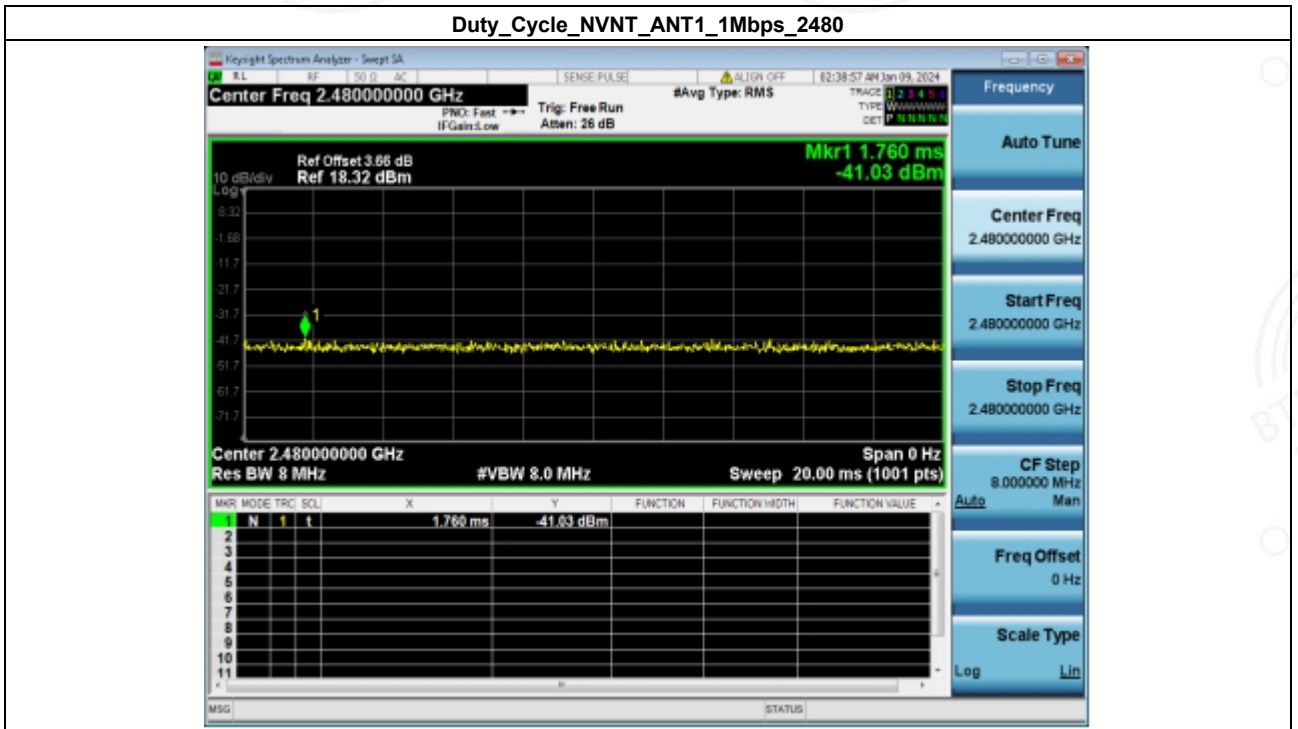 Duty_Cycle_NVNT_ANT1_1Mbps_2480
Keysight Spectrum Analyzer - Swept SA
RL RF 50 Ω AC SENSE:PULSE ALIGN OFF 02:38:57 AM Jan 09, 2024
Center Freq 2.480000000 GHz
PNO: Fast
IFGain:Low
Trig: Free Run
Atten: 26 dB
#Avg Type: RMS
TRACE 1 2 3 4 5 6
TYPE WWWWWW
DET P N N N N N
Mkr1 1.760 ms
-41.03 dBm
Ref Offset 3.66 dB
10 dB/div Ref 18.32 dBm
Log
8.32
-1.68
-11.7
-21.7
-31.7
-41.7
-51.7
-61.7
-71.7
1
Center 2.480000000 GHz Span 0 Hz
Res BW 8 MHz #VBW 8.0 MHz Sweep 20.00 ms (1001 pts)
MKR MODE TRC SCL X Y FUNCTION FUNCTION WIDTH FUNCTION VALUE
1 N 1 t 1.760 ms -41.03 dBm
2
3
4
5
6
7
8
9
10
11
MSG STATUS
Frequency
Auto Tune
Center Freq
2.480000000 GHz
Start Freq
2.480000000 GHz
Stop Freq
2.480000000 GHz
CF Step
8.000000 MHz
Auto Man
Freq Offset
0 Hz
Scale Type
Log Lin